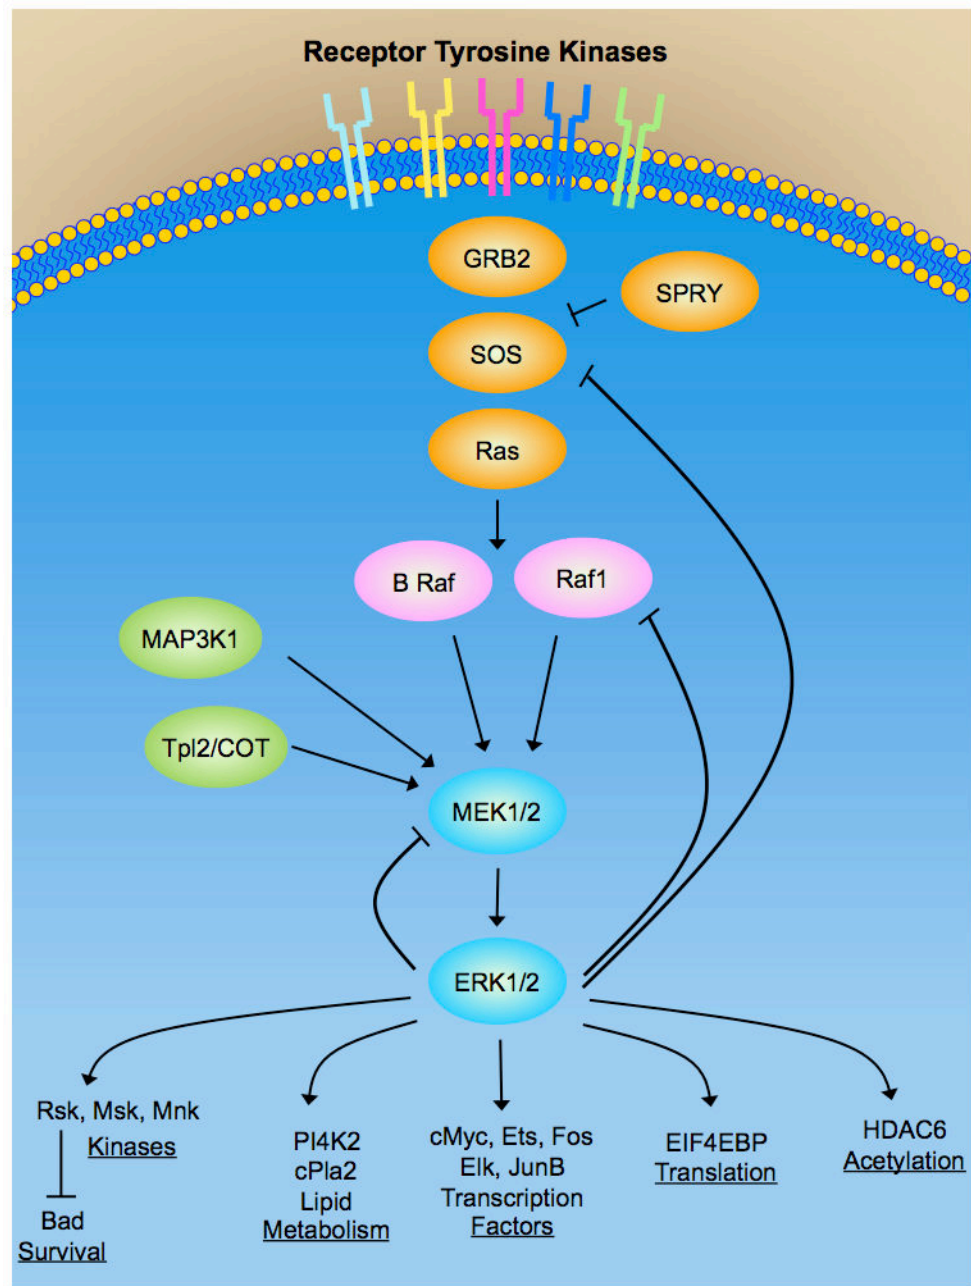 Receptor Tyrosine Kinases
GRB2
SPRY
SOS
Ras
B Raf
Raf1
MAP3K1
Tpl2/COT
MEK1/2
ERK1/2
Rsk, Msk, Mnk
Kinases
Bad
Survival
PI4K2
cPla2
Lipid
Metabolism
cMyc, Ets, Fos
Elk, JunB
Transcription
Factors
EIF4EBP
Translation
HDAC6
Acetylation